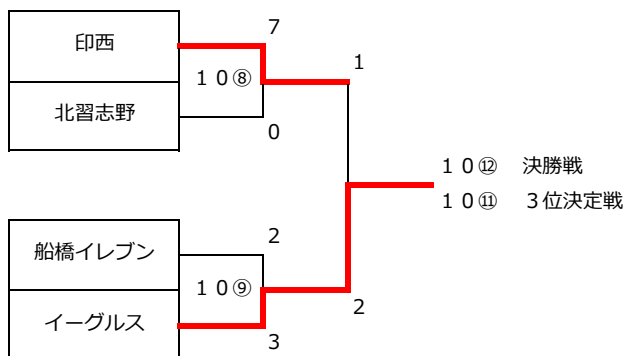 印西
7
1
1０⑧
北習志野
0
1０⑫　決勝戦
1０⑪　３位決定戦
船橋イレブン
2
1０⑨
イーグルス
2
3